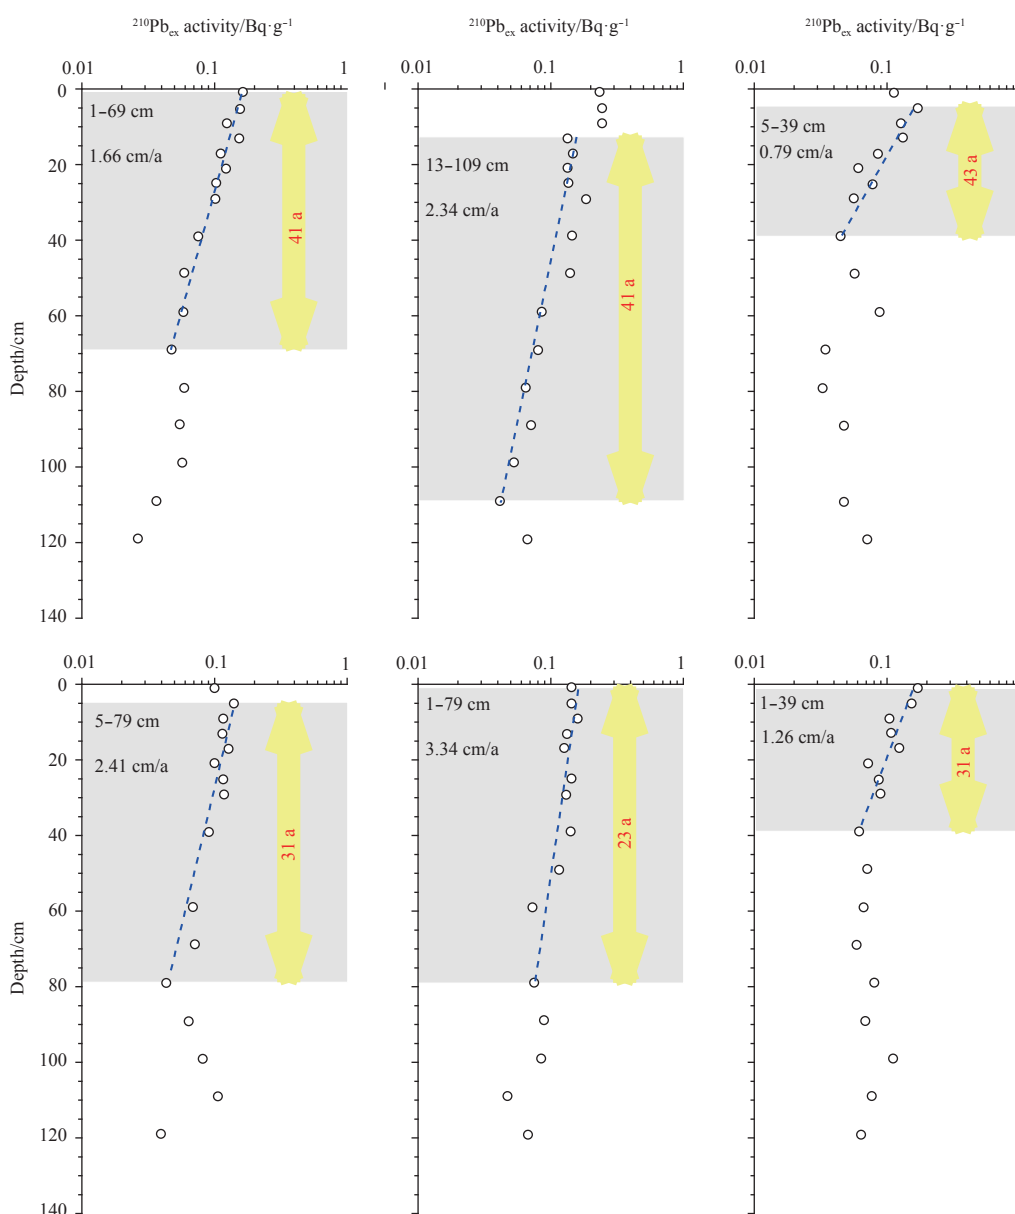 ²¹⁰Pbₑₓ activity/Bq·g⁻¹ ²¹⁰Pbₑₓ activity/Bq·g⁻¹ ²¹⁰Pbₑₓ activity/Bq·g⁻¹
0.01 0.1 1 0.01 0.1 1 0.01 0.1
0
20
40
60
80
100
120
140
Depth/cm
1–69 cm
1.66 cm/a
41 a
13–109 cm
2.34 cm/a
41 a
5–39 cm
0.79 cm/a
43 a
0.01 0.1 1 0.01 0.1 1 0.01 0.1
0
20
40
60
80
100
120
140
Depth/cm
5–79 cm
2.41 cm/a
31 a
1–79 cm
3.34 cm/a
23 a
1–39 cm
1.26 cm/a
31 a